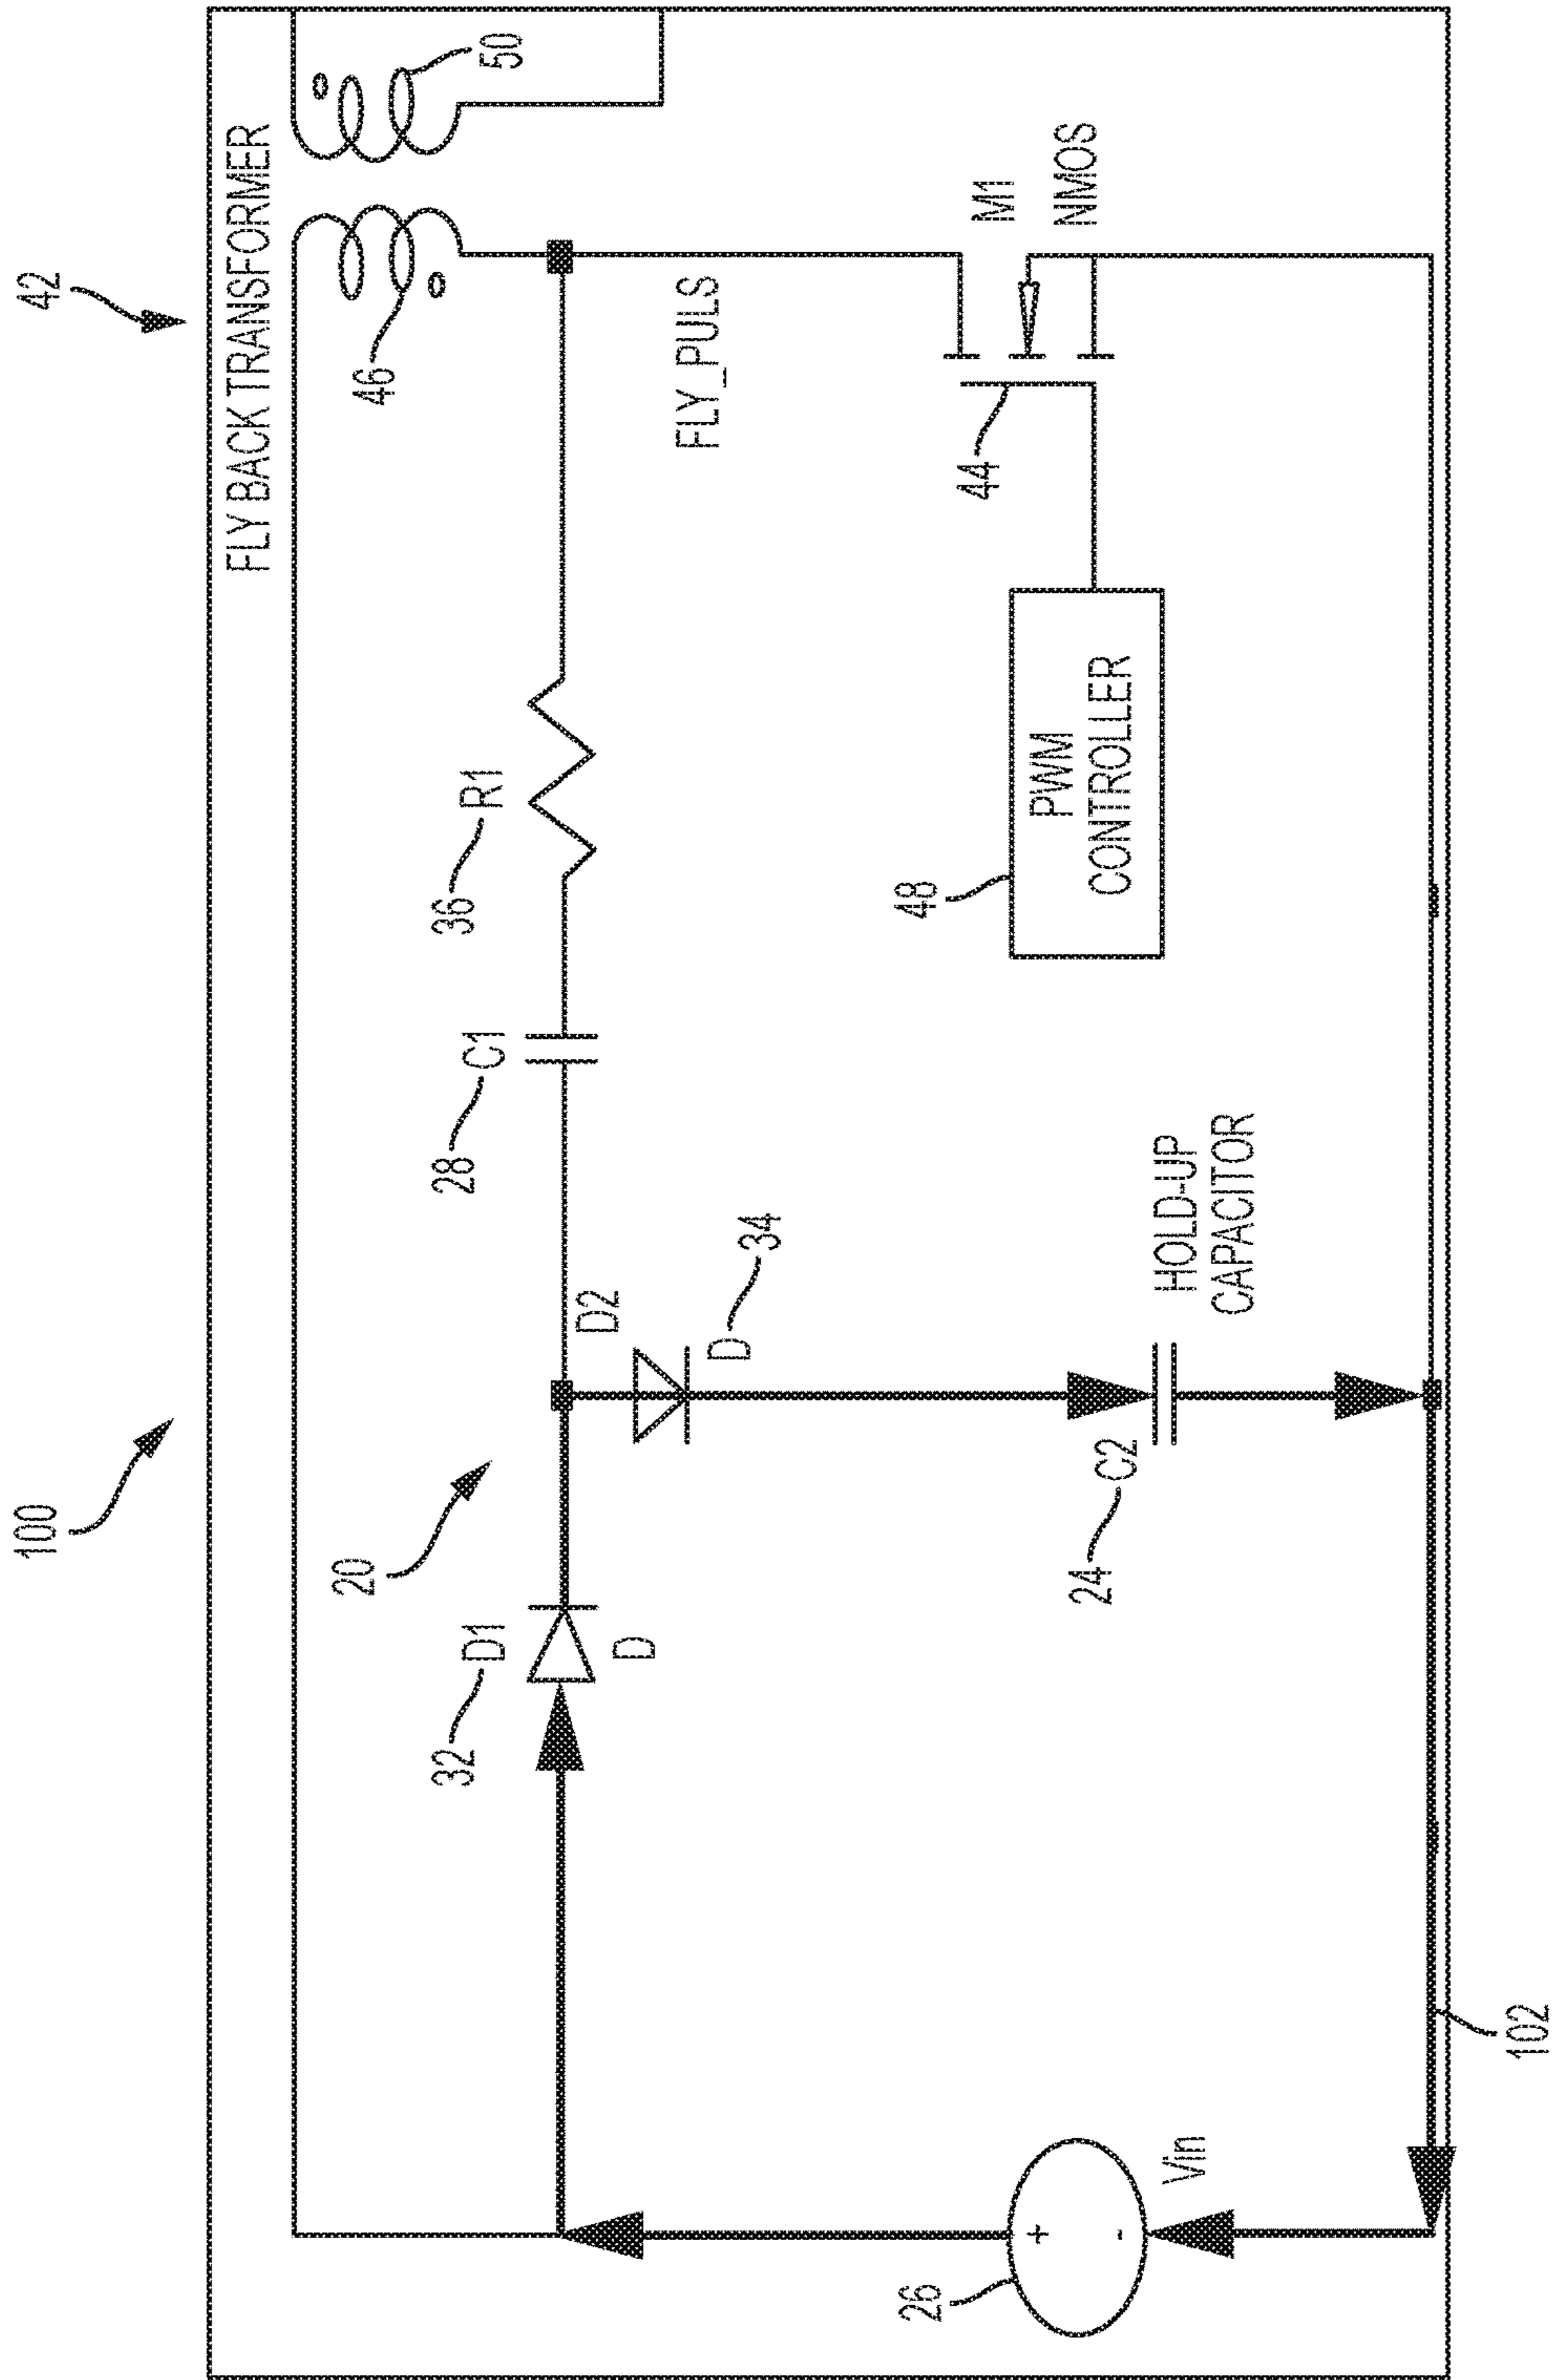 100
42
FLY BACK TRANSFORMER
50
46
20
32
D1
D
28
C1
36
R1
D2
D
34
FLY_PULS
26
+
-
Vin
24
C2
HOLD-UP
CAPACITOR
48
PWM
CONTROLLER
44
M1
NMOS
102